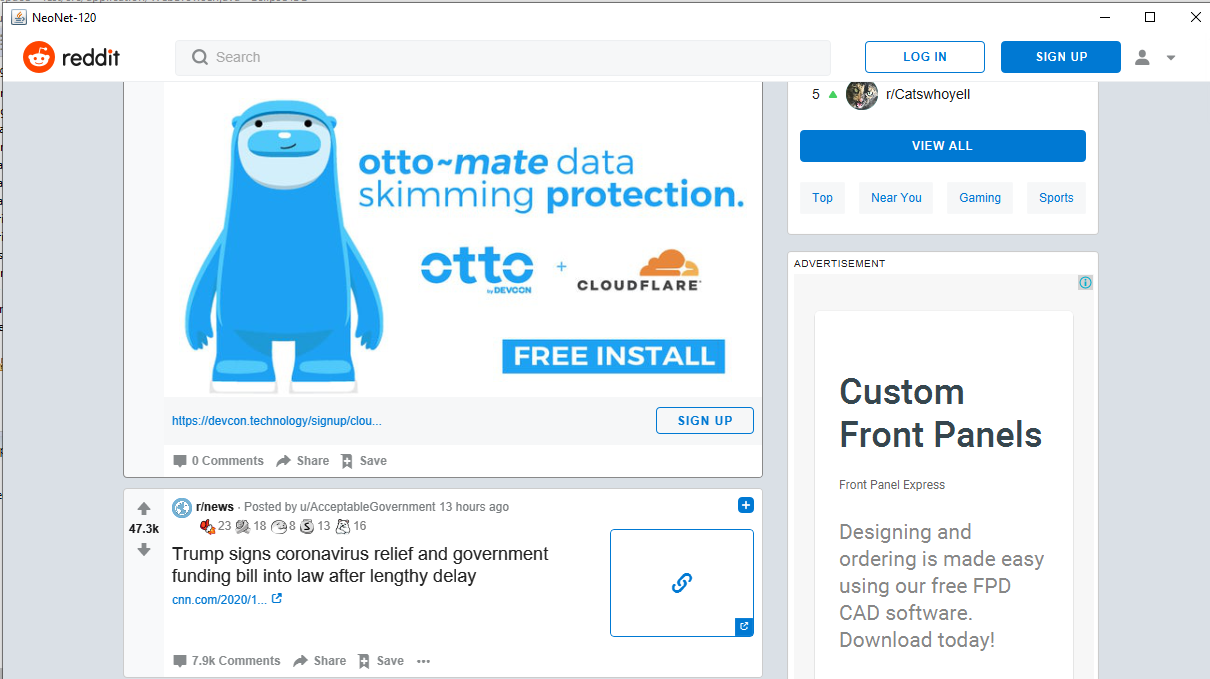 NeoNet-120
reddit
Search
LOG IN
SIGN UP
otto~mate data
skimming protection.
otto
by DEVCON
+
CLOUDFLARE
FREE INSTALL
https://devcon.technology/signup/clou...
SIGN UP
0 Comments Share Save
47.3k
r/news · Posted by u/AcceptableGovernment 13 hours ago
23 18 8 13 16
Trump signs coronavirus relief and government
funding bill into law after lengthy delay
cnn.com/2020/1...
7.9k Comments Share Save ...
5 r/Catswhoyell
VIEW ALL
Top Near You Gaming Sports
ADVERTISEMENT
Custom
Front Panels
Front Panel Express
Designing and
ordering is made easy
using our free FPD
CAD software.
Download today!